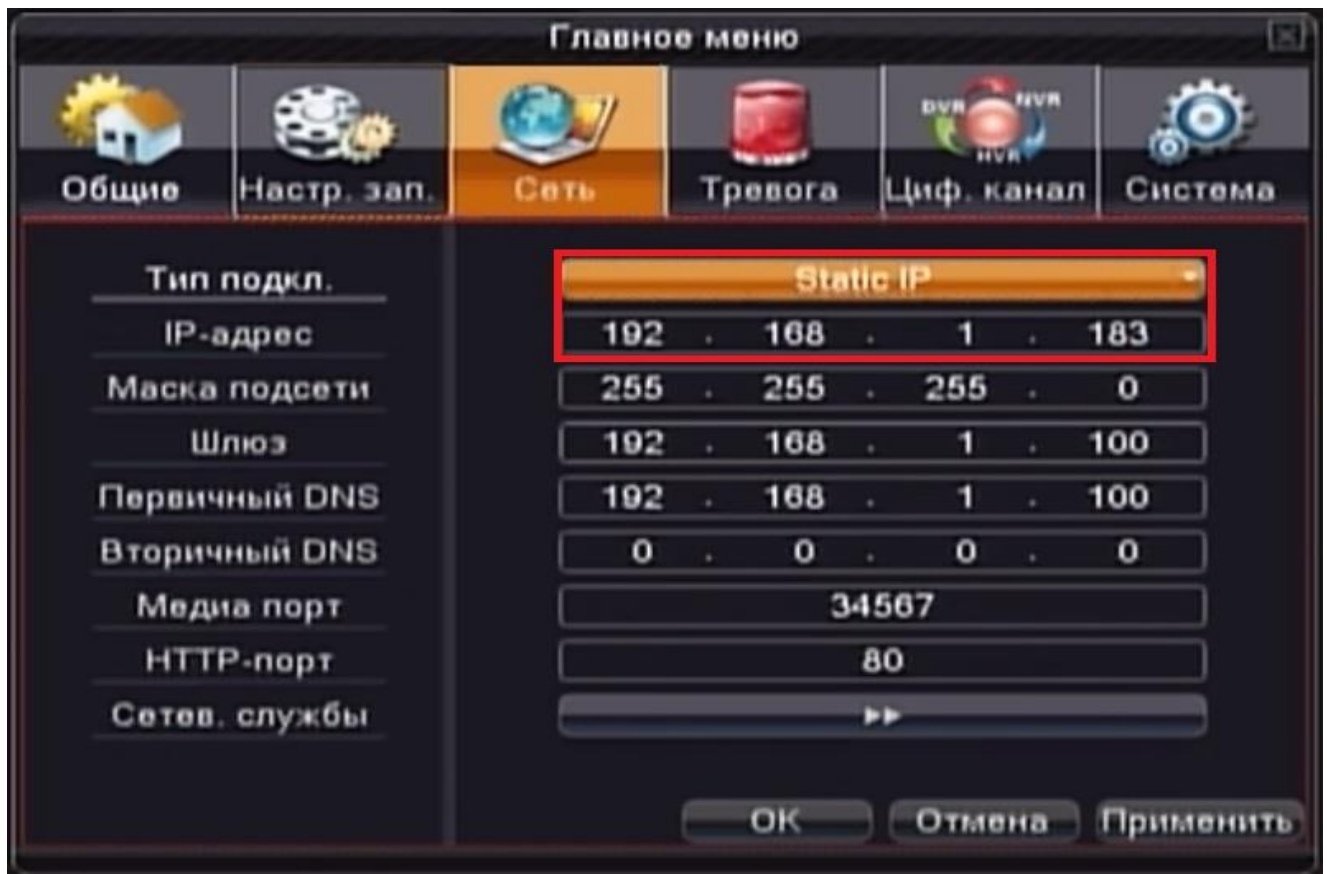 Главное меню
Общие
Настр. зап.
Сеть
Тревога
DVR NVR HVR
Циф. канал
Система
Тип подкл. Static IP
IP-адрес 192 . 168 . 1 . 183
Маска подсети 255 . 255 . 255 . 0
Шлюз 192 . 168 . 1 . 100
Первичный DNS 192 . 168 . 1 . 100
Вторичный DNS 0 . 0 . 0 . 0
Медиа порт 34567
HTTP-порт 80
Сетев. службы
OK Отмена Применить